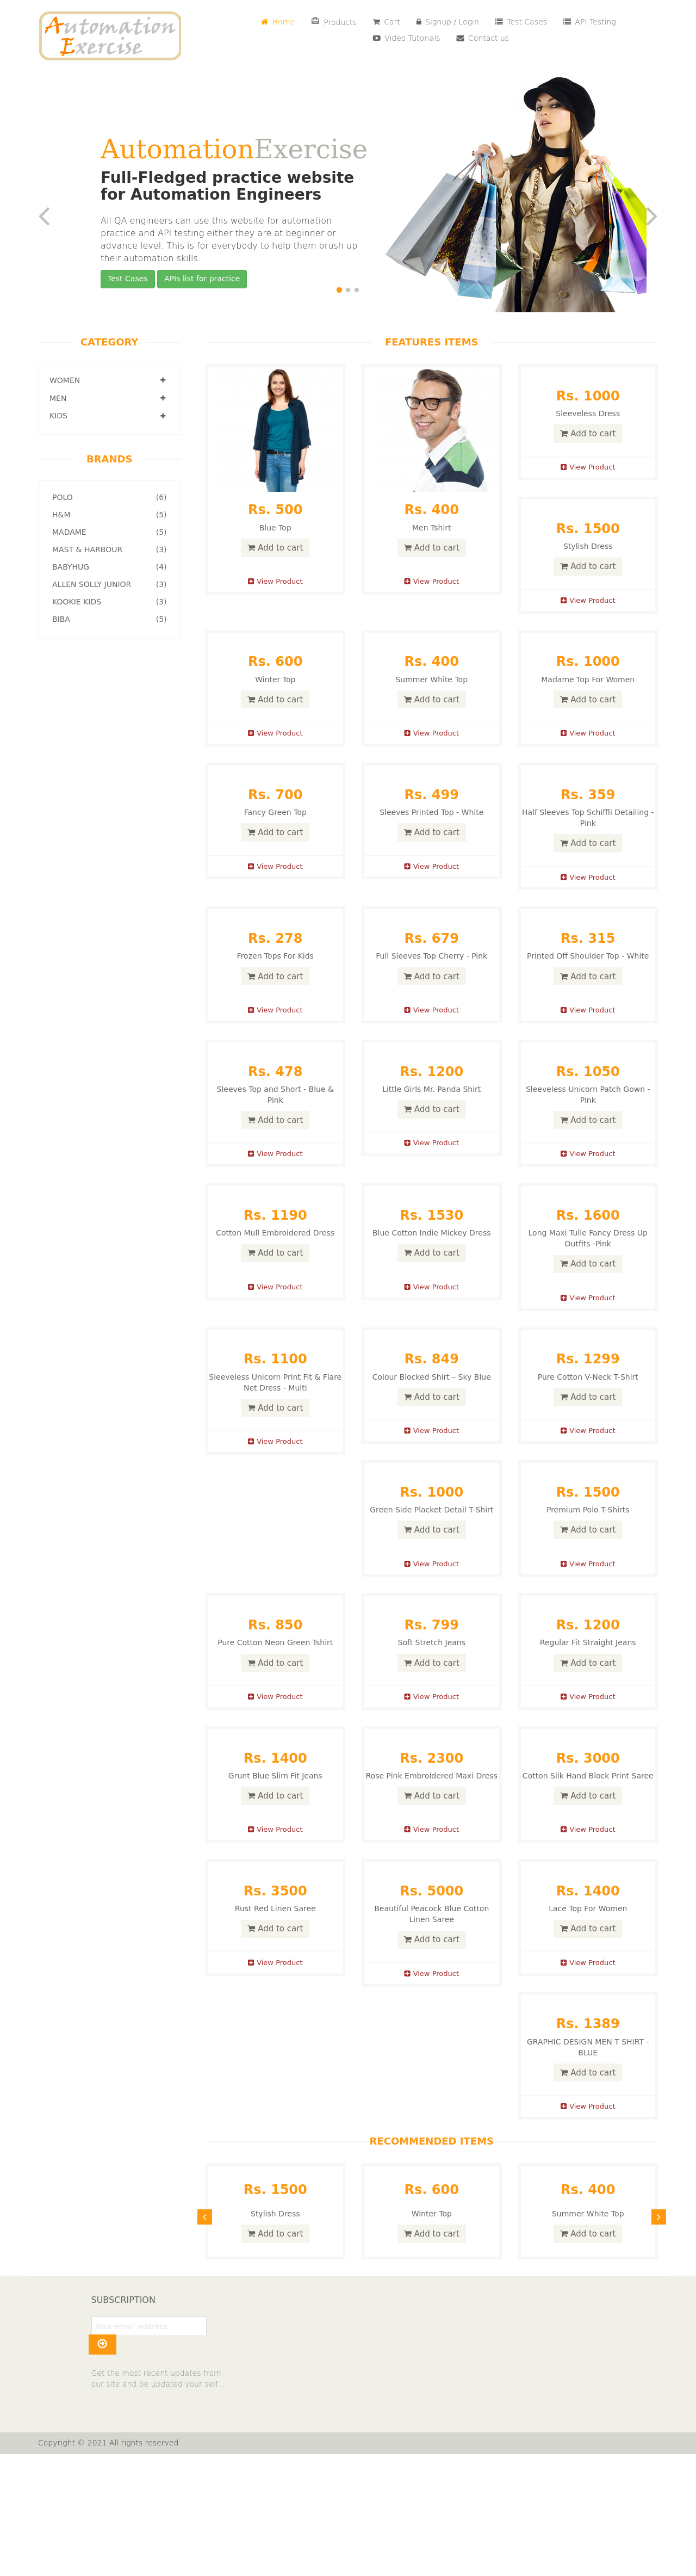 Automation
Exercise
Home
Products
Cart
Signup / Login
Test Cases
API Testing
Video Tutorials
Contact us
AutomationExercise
Full-Fledged practice website
for Automation Engineers
All QA engineers can use this website for automation
practice and API testing either they are at beginner or
advance level. This is for everybody to help them brush up
their automation skills.
Test Cases
APIs list for practice
CATEGORY
WOMEN
MEN
KIDS
BRANDS
POLO (6)
H&M (5)
MADAME (5)
MAST & HARBOUR (3)
BABYHUG (4)
ALLEN SOLLY JUNIOR (3)
KOOKIE KIDS (3)
BIBA (5)
FEATURES ITEMS
Rs. 500
Blue Top
Add to cart
View Product
Rs. 400
Men Tshirt
Add to cart
View Product
Rs. 1000
Sleeveless Dress
Add to cart
View Product
Rs. 1500
Stylish Dress
Add to cart
View Product
Rs. 600
Winter Top
Add to cart
View Product
Rs. 400
Summer White Top
Add to cart
View Product
Rs. 1000
Madame Top For Women
Add to cart
View Product
Rs. 700
Fancy Green Top
Add to cart
View Product
Rs. 499
Sleeves Printed Top - White
Add to cart
View Product
Rs. 359
Half Sleeves Top Schiffli Detailing -
Pink
Add to cart
View Product
Rs. 278
Frozen Tops For Kids
Add to cart
View Product
Rs. 679
Full Sleeves Top Cherry - Pink
Add to cart
View Product
Rs. 315
Printed Off Shoulder Top - White
Add to cart
View Product
Rs. 478
Sleeves Top and Short - Blue &
Pink
Add to cart
View Product
Rs. 1200
Little Girls Mr. Panda Shirt
Add to cart
View Product
Rs. 1050
Sleeveless Unicorn Patch Gown -
Pink
Add to cart
View Product
Rs. 1190
Cotton Mull Embroidered Dress
Add to cart
View Product
Rs. 1530
Blue Cotton Indie Mickey Dress
Add to cart
View Product
Rs. 1600
Long Maxi Tulle Fancy Dress Up
Outfits -Pink
Add to cart
View Product
Rs. 1100
Sleeveless Unicorn Print Fit & Flare
Net Dress - Multi
Add to cart
View Product
Rs. 849
Colour Blocked Shirt – Sky Blue
Add to cart
View Product
Rs. 1299
Pure Cotton V-Neck T-Shirt
Add to cart
View Product
Rs. 1000
Green Side Placket Detail T-Shirt
Add to cart
View Product
Rs. 1500
Premium Polo T-Shirts
Add to cart
View Product
Rs. 850
Pure Cotton Neon Green Tshirt
Add to cart
View Product
Rs. 799
Soft Stretch Jeans
Add to cart
View Product
Rs. 1200
Regular Fit Straight Jeans
Add to cart
View Product
Rs. 1400
Grunt Blue Slim Fit Jeans
Add to cart
View Product
Rs. 2300
Rose Pink Embroidered Maxi Dress
Add to cart
View Product
Rs. 3000
Cotton Silk Hand Block Print Saree
Add to cart
View Product
Rs. 3500
Rust Red Linen Saree
Add to cart
View Product
Rs. 5000
Beautiful Peacock Blue Cotton
Linen Saree
Add to cart
View Product
Rs. 1400
Lace Top For Women
Add to cart
View Product
Rs. 1389
GRAPHIC DESIGN MEN T SHIRT -
BLUE
Add to cart
View Product
RECOMMENDED ITEMS
Rs. 1500
Stylish Dress
Add to cart
Rs. 600
Winter Top
Add to cart
Rs. 400
Summer White Top
Add to cart
SUBSCRIPTION
Your email address
Get the most recent updates from
our site and be updated your self.
Copyright © 2021 All rights reserved